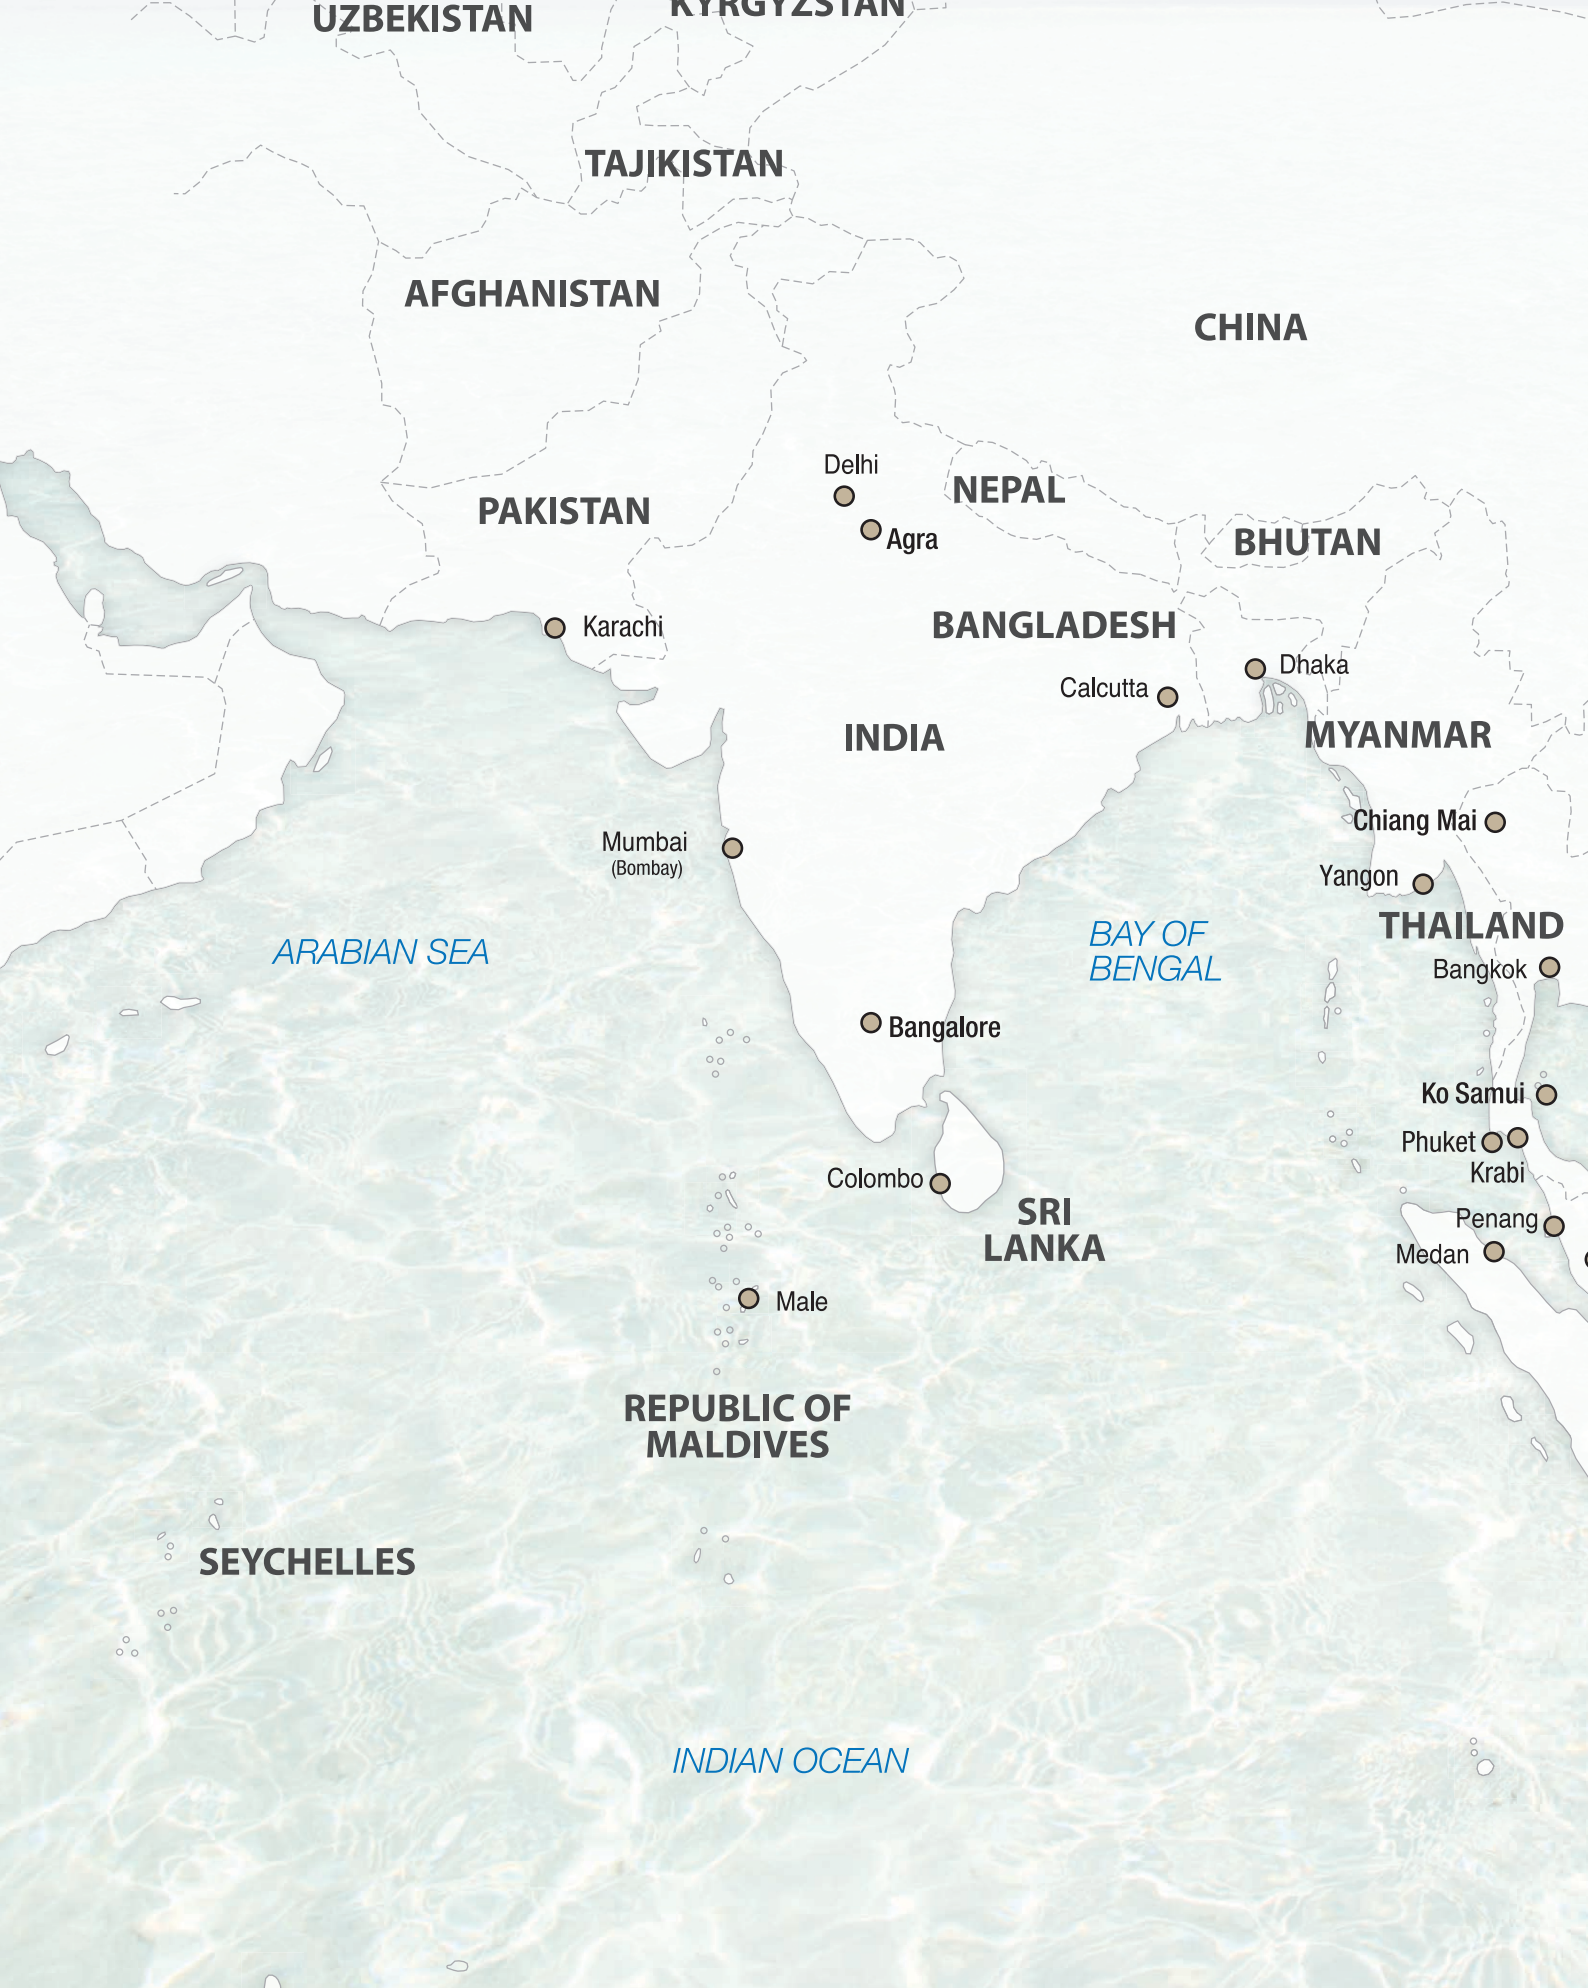 UZBEKISTAN
KYRGYZSTAN
TAJIKISTAN
AFGHANISTAN
CHINA
Delhi
NEPAL
PAKISTAN
Agra
BHUTAN
Karachi
BANGLADESH
Dhaka
Calcutta
INDIA
MYANMAR
Chiang Mai
Mumbai
(Bombay)
Yangon
THAILAND
ARABIAN SEA
BAY OF
BENGAL
Bangkok
Bangalore
Ko Samui
Phuket
Krabi
Colombo
SRI
LANKA
Penang
Medan
Male
REPUBLIC OF
MALDIVES
SEYCHELLES
INDIAN OCEAN